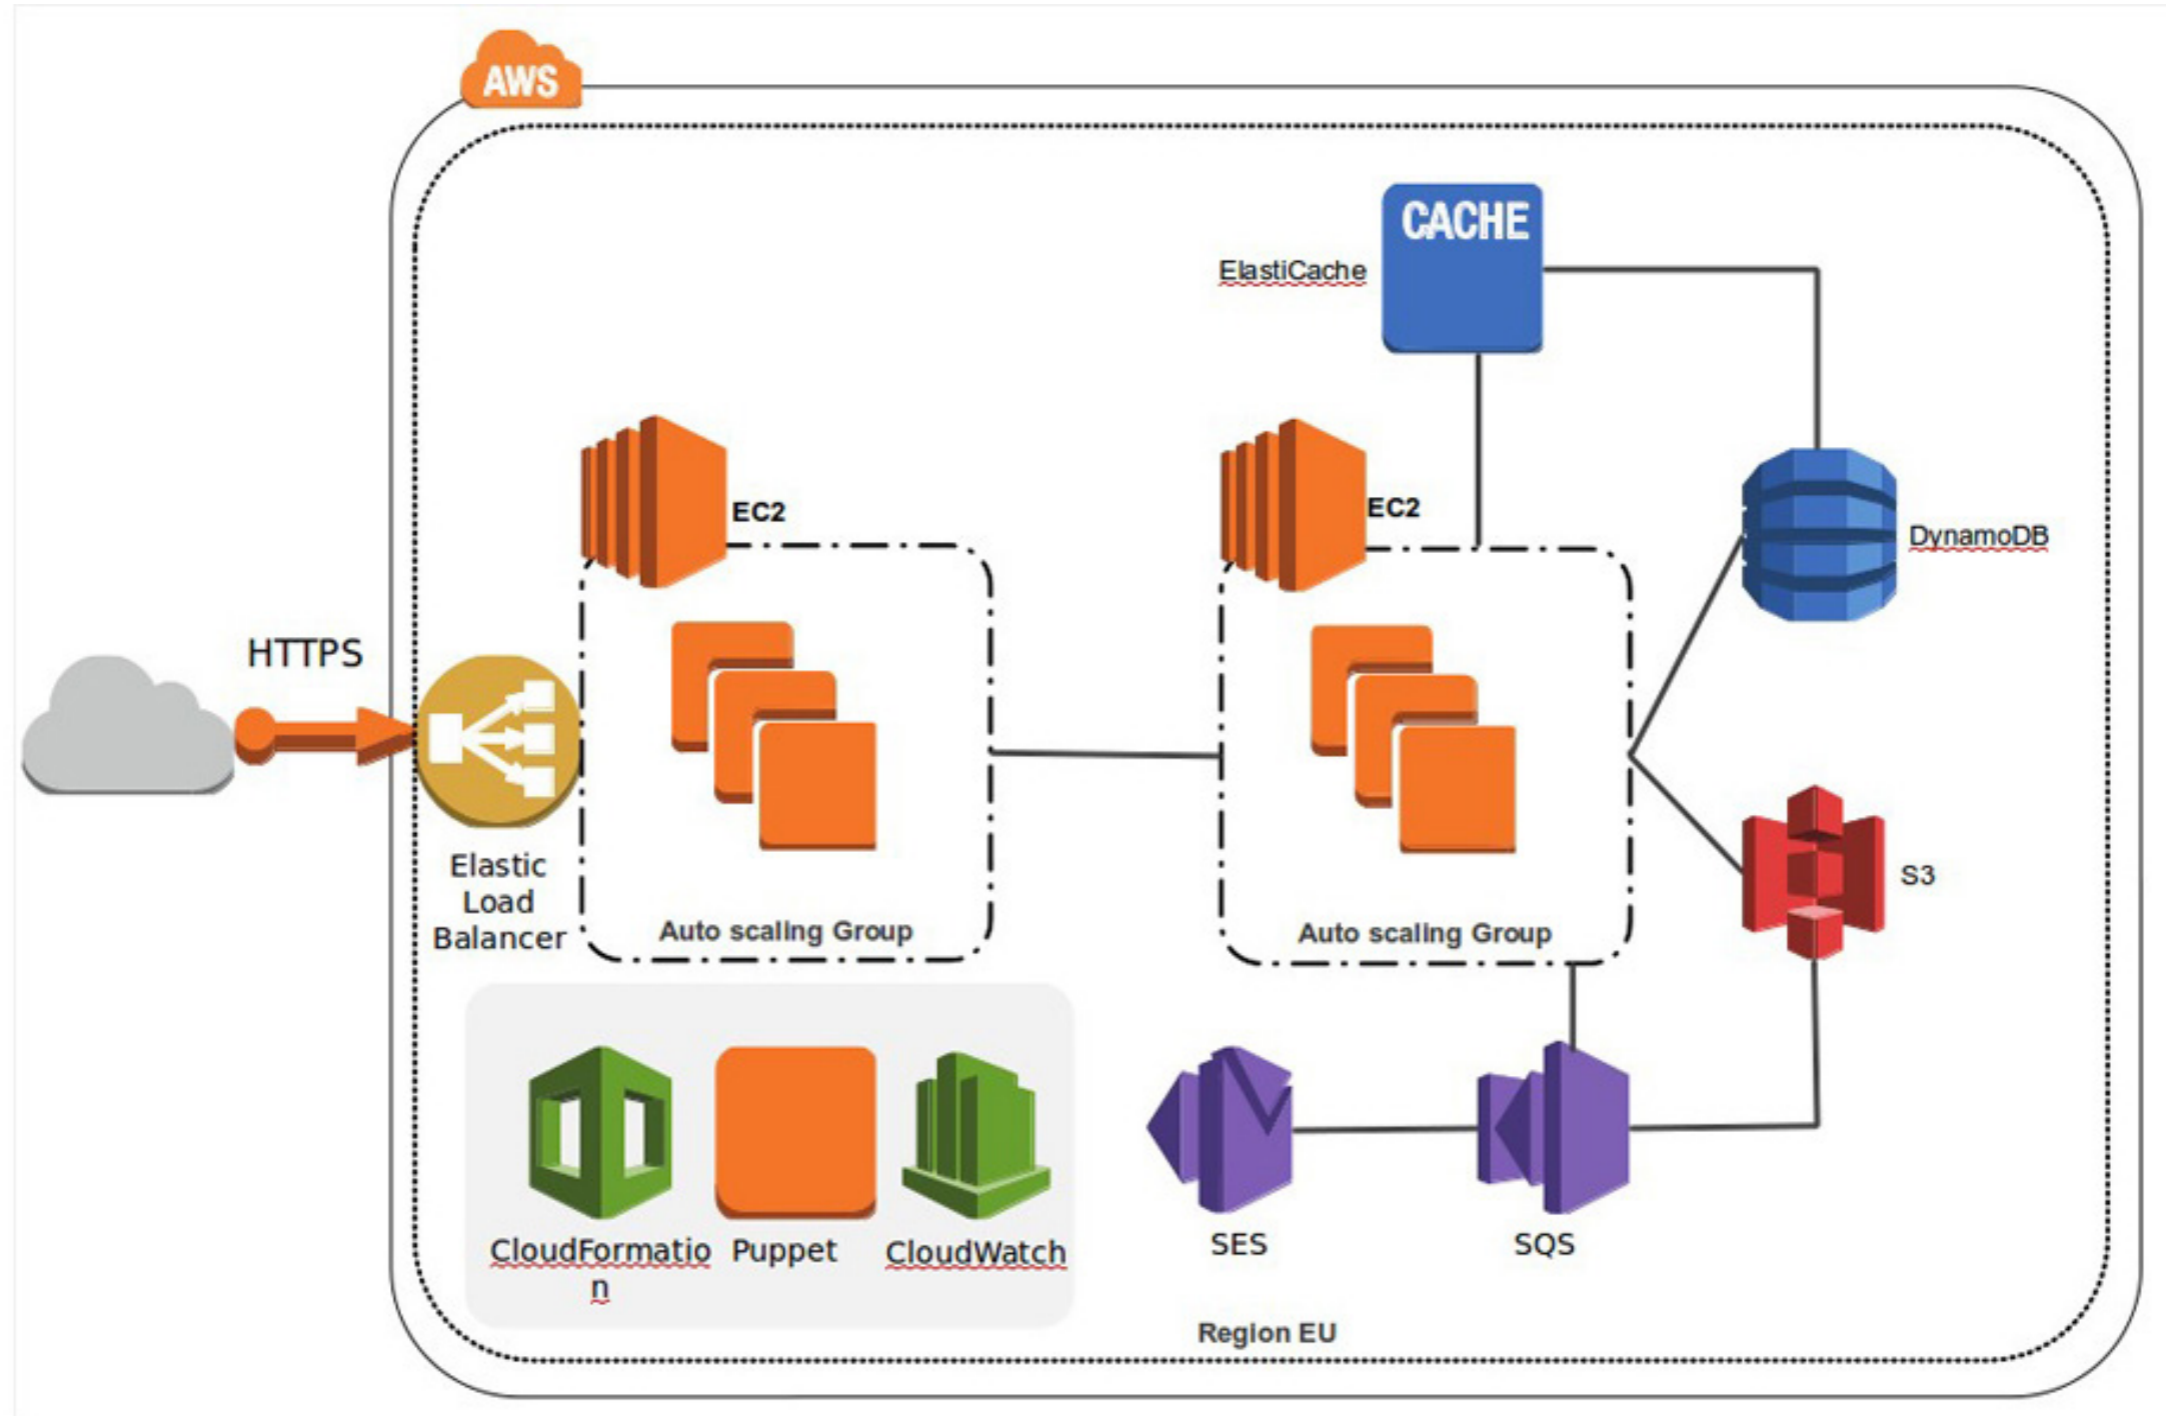 AWS
CACHE
ElastiCache
EC2
EC2
DynamoDB
HTTPS
Elastic
Load
Balancer
Auto scaling Group
Auto scaling Group
S3
CloudFormatio
n
Puppet
CloudWatch
SES
SQS
Region EU